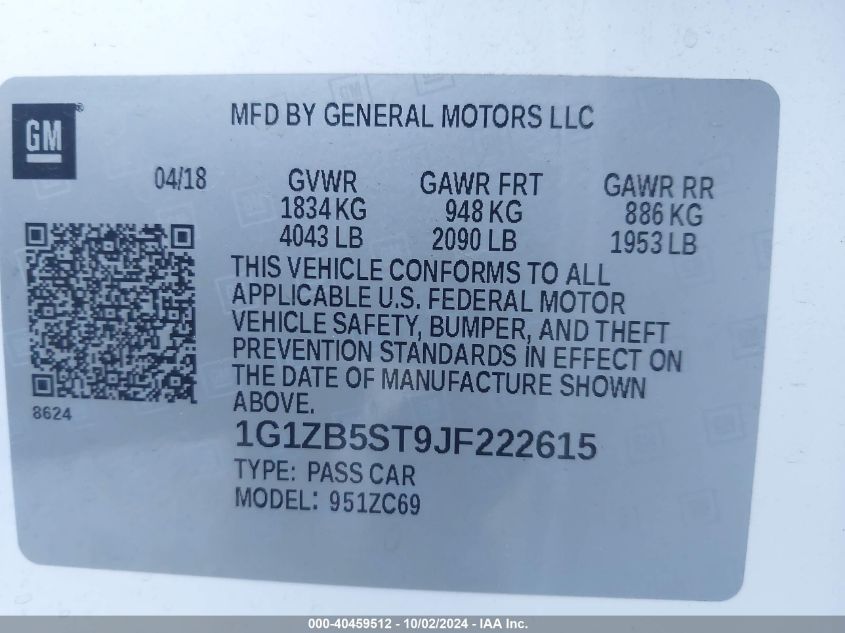 MFD BY GENERAL MOTORS LLC
GM®
04/18 GVWR GAWR FRT GAWR RR
1834 KG 948 KG 886 KG
4043 LB 2090 LB 1953 LB
THIS VEHICLE CONFORMS TO ALL
APPLICABLE U.S. FEDERAL MOTOR
VEHICLE SAFETY, BUMPER, AND THEFT
PREVENTION STANDARDS IN EFFECT ON
THE DATE OF MANUFACTURE SHOWN
ABOVE.
8624
1G1ZB5ST9JF222615
TYPE: PASS CAR
MODEL: 951ZC69
000-40459512 - 10/02/2024 - IAA Inc.